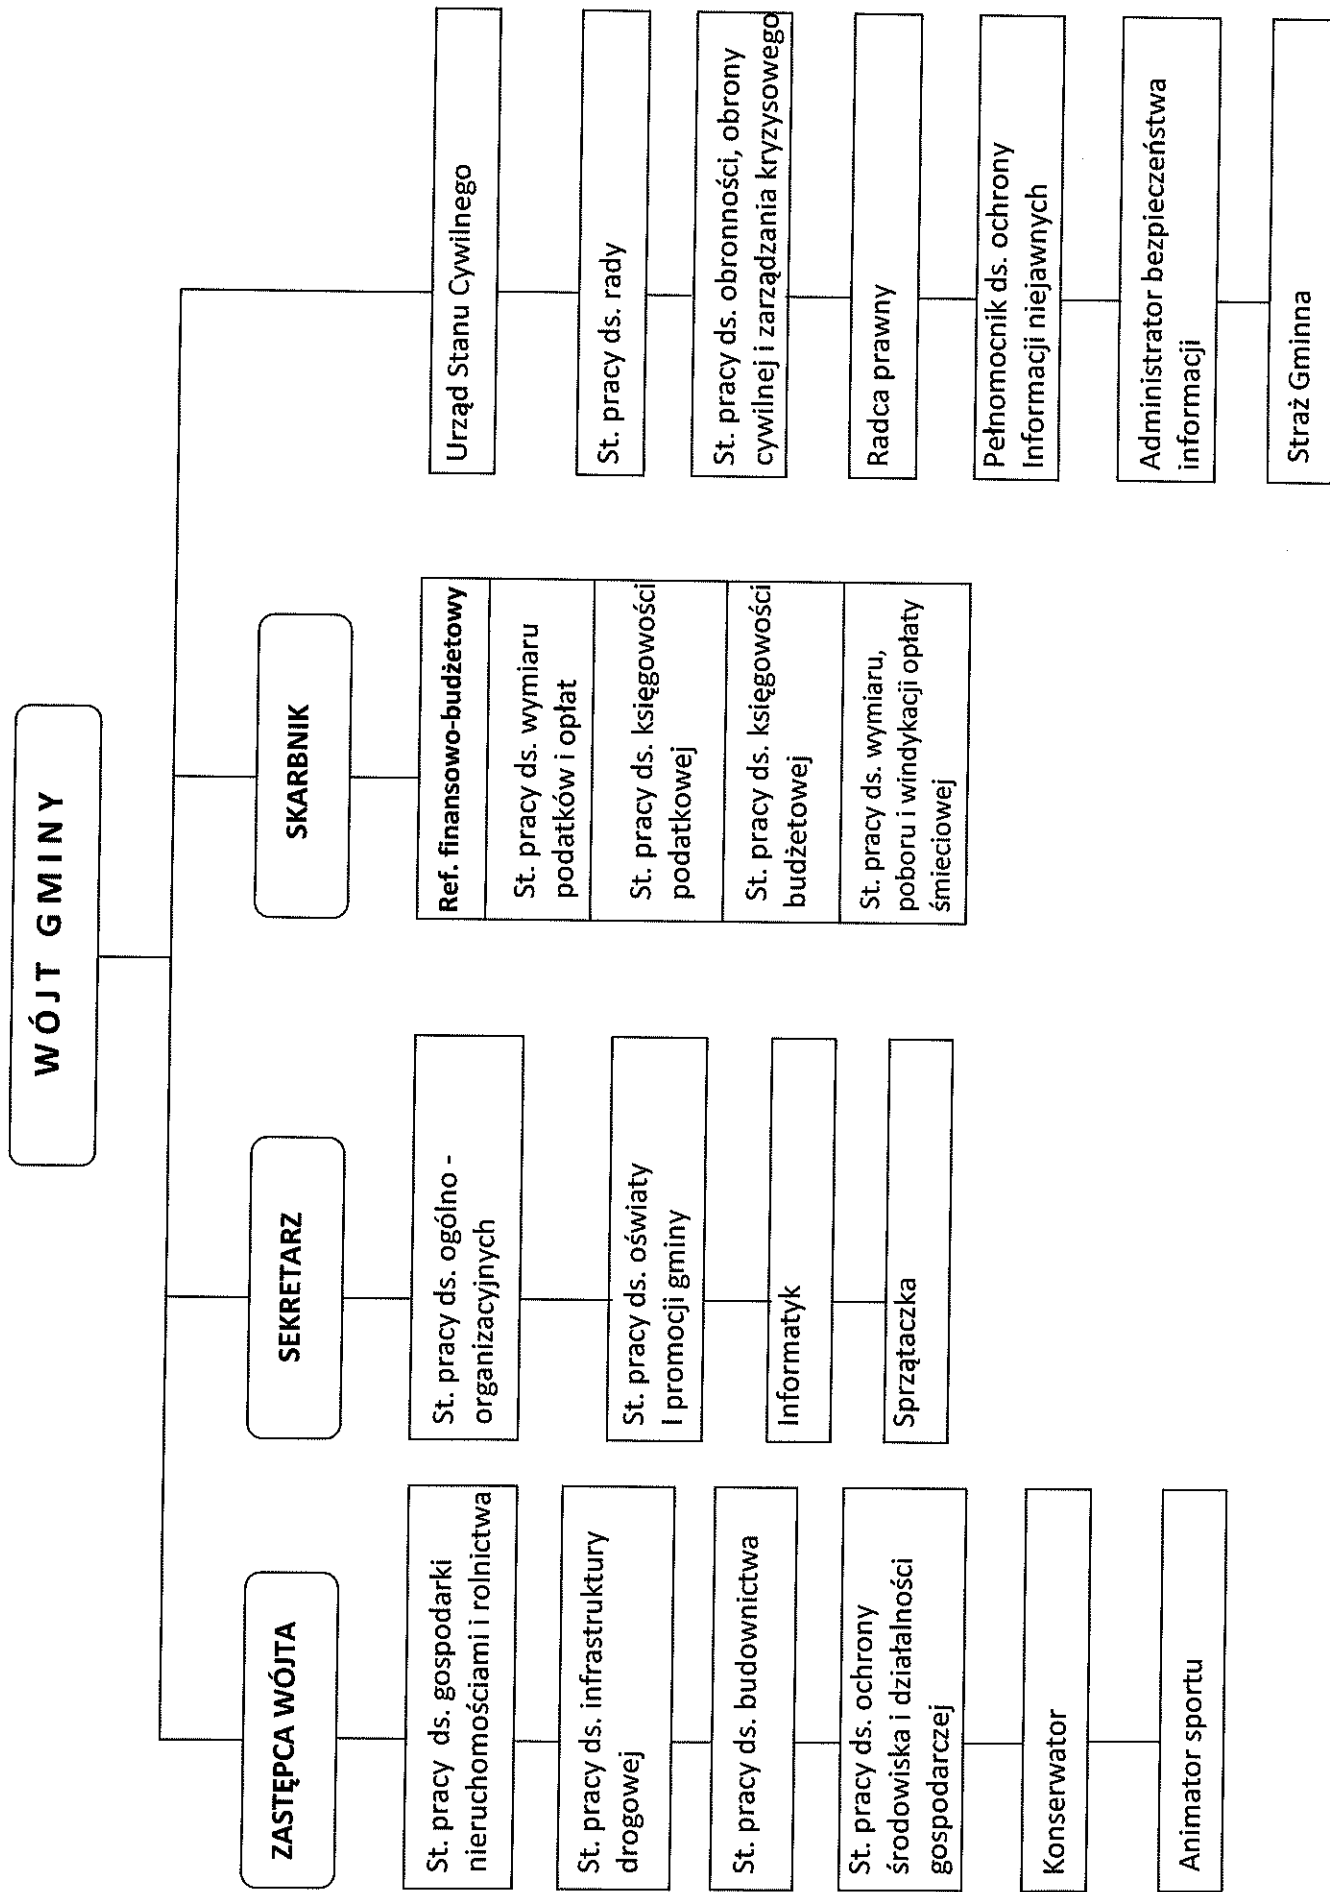 WÓJT GMINY
ZASTĘPCA WÓJTA
St. pracy ds. gospodarki
nieruchomościami i rolnictwa
St. pracy ds. infrastruktury
drogowej
St. pracy ds. budownictwa
St. pracy ds. ochrony
środowiska i działalności
gospodarczej
Konserwator
Animator sportu
SEKRETARZ
St. pracy ds. ogólno -
organizacyjnych
St. pracy ds. oświaty
I promocji gminy
Informatyk
Sprzątaczka
SKARBNIK
Ref. finansowo-budżetowy
St. pracy ds. wymiaru
podatków i opłat
St. pracy ds. księgowości
podatkowej
St. pracy ds. księgowości
budżetowej
St. pracy ds. wymiaru,
poboru i windykacji opłaty
śmieciowej
Urząd Stanu Cywilnego
St. pracy ds. rady
St. pracy ds. obronności, obrony
cywilnej i zarządzania kryzysowego
Radca prawny
Pełnomocnik ds. ochrony
Informacji niejawnych
Administrator bezpieczeństwa
informacji
Straż Gminna